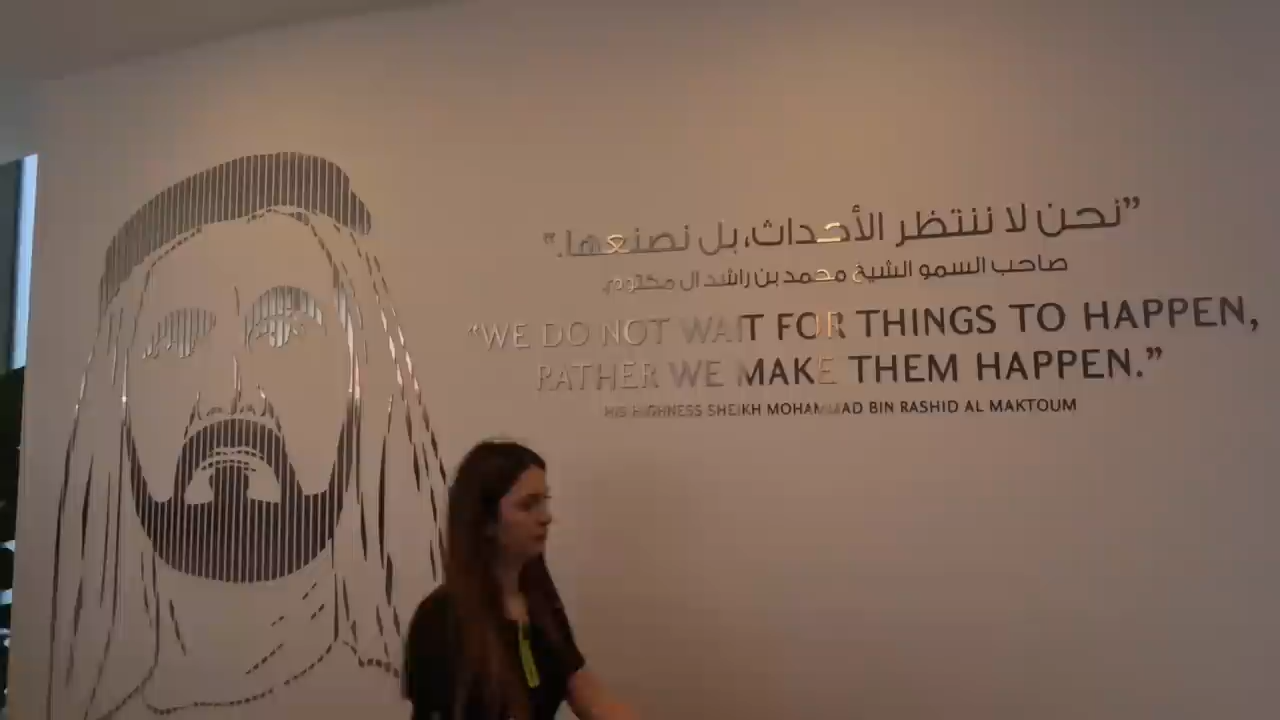 ”نحن لا ننتظر الأحداث، بل نصنعها.“
صاحب السمو الشيخ محمد بن راشد آل مكتوم
“WE DO NOT WAIT FOR THINGS TO HAPPEN,
RATHER WE MAKE THEM HAPPEN.”
HIS HIGHNESS SHEIKH MOHAMMAD BIN RASHID AL MAKTOUM